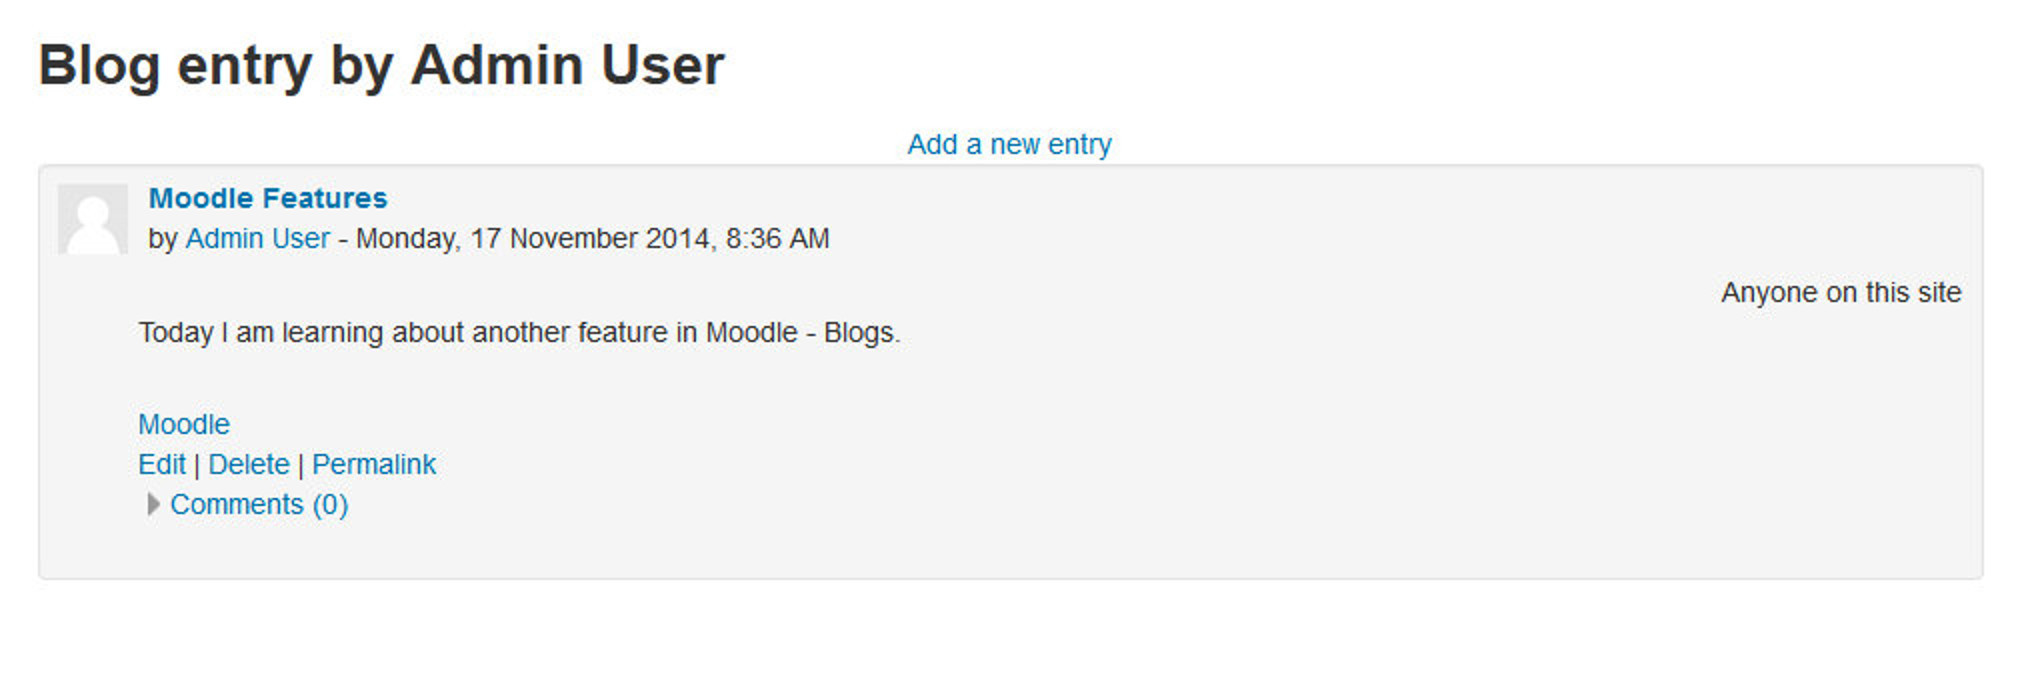 Blog entry by Admin User
Add a new entry
Moodle Features
by Admin User - Monday, 17 November 2014, 8:36 AM
Anyone on this site
Today I am learning about another feature in Moodle - Blogs.
Moodle
Edit | Delete | Permalink
Comments (0)